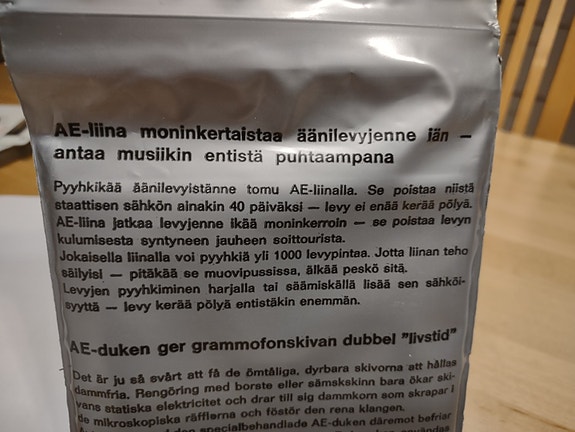 AE-liina moninkertaistaa äänilevyjenne iän —
antaa musiikin entistä puhtaampana
Pyyhkikää äänilevyistänne tomu AE-liinalla. Se poistaa niistä
staattisen sähkön ainakin 40 päiväksi — levy ei enää kerää pölyä.
AE-liina jatkaa levyjenne ikää moninkerroin — se poistaa levyn
kulumisesta syntyneen jauheen soittourista.
Jokaisella liinalla voi pyyhkiä yli 1000 levypintaa. Jotta liinan teho
säilyisi — pitäkää se muovipussissa, älkää peskö sitä.
Levyjen pyyhkiminen harjalla tai säämiskällä lisää sen sähköi-
syyttä — levy kerää pölyä entistäkin enemmän.
AE-duken ger grammofonskivan dubbel "livstid"
Det är ju så svårt att få de ömtåliga, dyrbara skivorna att hållas
dammfria. Rengöring med borste eller sämskskinn bara ökar ski-
vans statiska elektricitet och drar till sig dammkorn som skrapar i
de mikroskopiska räfflorna och föstör den rena klangen.
specialbehandlade AE-duken däremot befriar